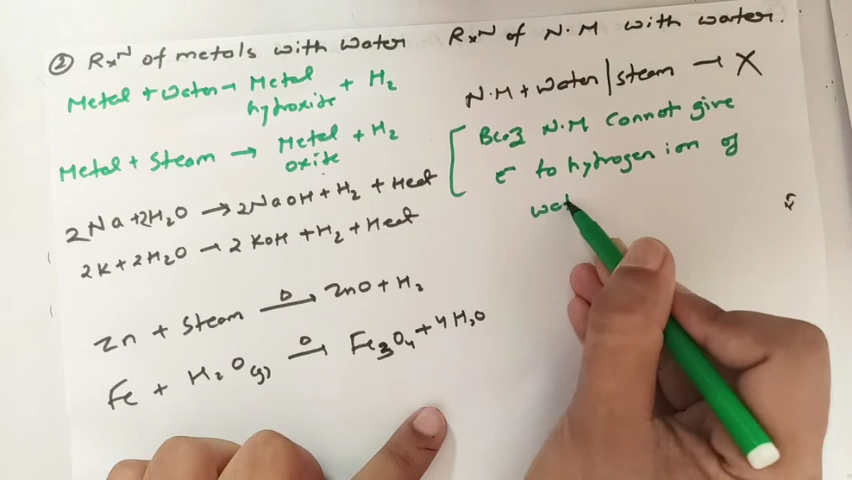 ② RxN of metals with water
Metal + water → Metal hydroxide + H2
Metal + Steam → Metal oxide + H2
2Na + 2H2O → 2NaOH + H2 + Heat
2K + 2H2O → 2KOH + H2 + Heat
Zn + Steam Δ→ ZnO + H2
Fe + H2O(g) Δ→ Fe3O4 + 4H2O
RxN of N.M with water.
N.M + water | steam → X
Bcoz N.M cannot give
e- to hydrogen ion of
wat